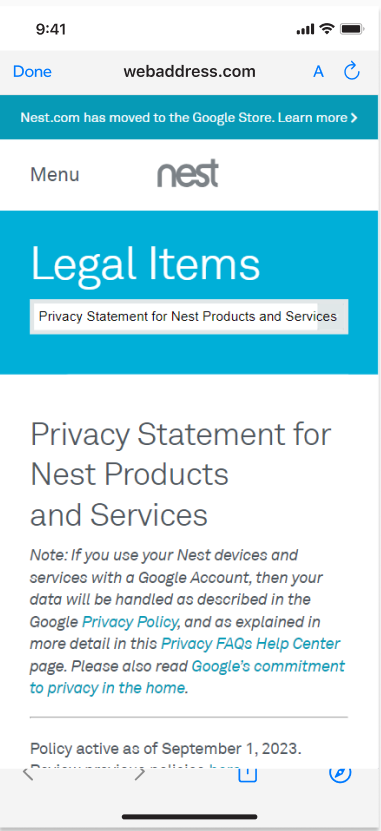 9:41
Done webaddress.com A
Nest.com has moved to the Google Store. Learn more >
Menu nest
Legal Items
Privacy Statement for Nest Products and Services
Privacy Statement for
Nest Products
and Services
Note: If you use your Nest devices and
services with a Google Account, then your
data will be handled as described in the
Google Privacy Policy, and as explained in
more detail in this Privacy FAQs Help Center
page. Please also read Google's commitment
to privacy in the home.
Policy active as of September 1, 2023.
Review previous policies here